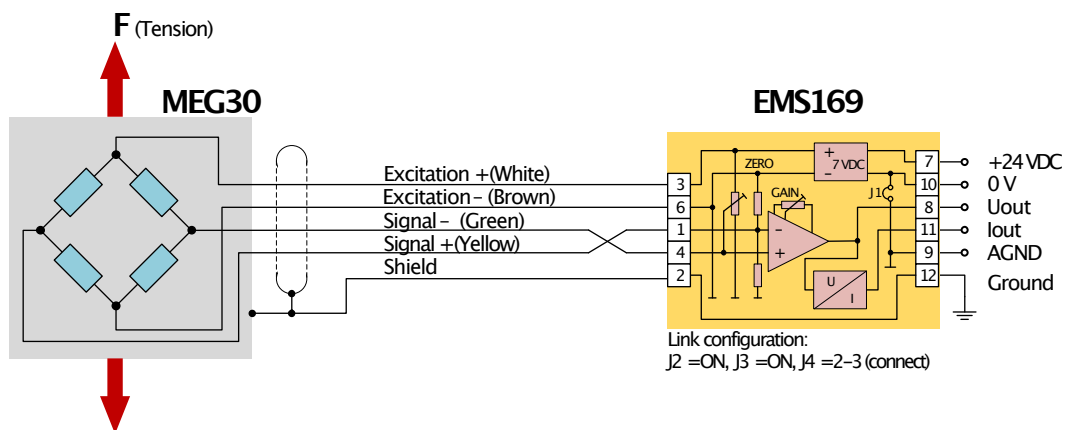 F (Tension)
MEG30
EMS169
Excitation +(White)
Excitation – (Brown)
Signal – (Green)
Signal +(Yellow)
Shield
3
6
1
4
2
ZERO
GAIN
+
–
7 VDC
J1
–
+
U
I
7
10
8
11
9
12
+24 VDC
0 V
Uout
Iout
AGND
Ground
Link configuration:
J2 =ON, J3 =ON, J4 =2–3 (connect)